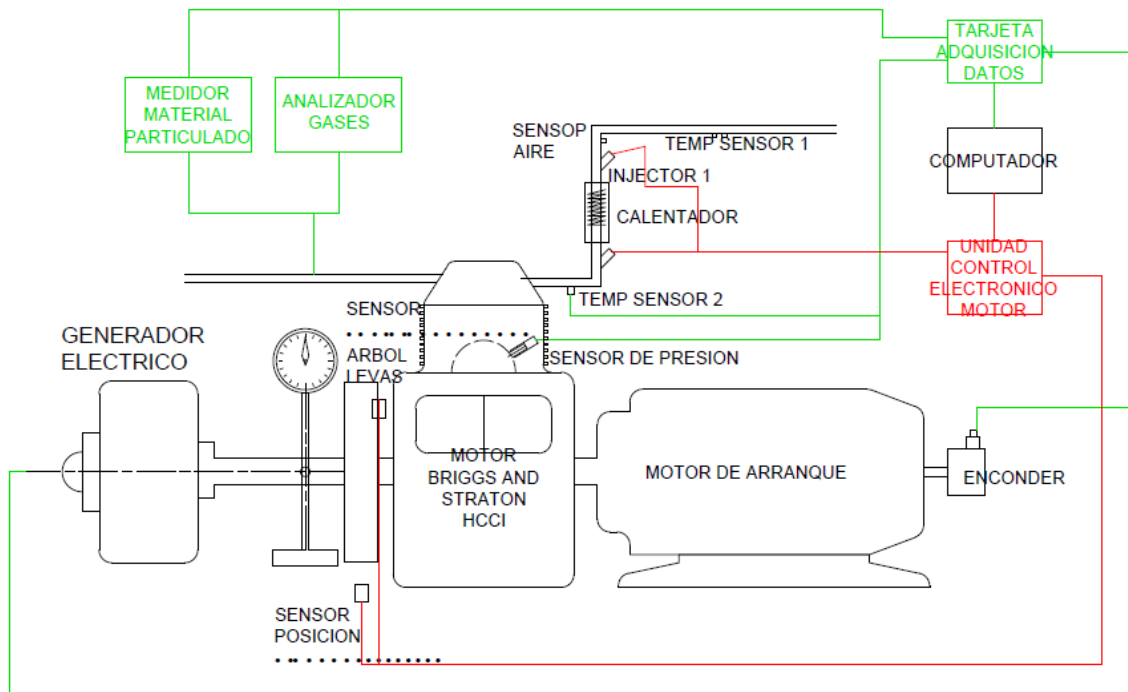 TARJETA
ADQUISICION
DATOS
MEDIDOR
MATERIAL
PARTICULADO
ANALIZADOR
GASES
SENSOP
AIRE
TEMP SENSOR 1
COMPUTADOR
INJECTOR 1
CALENTADOR
UNIDAD
CONTROL
ELECTRONICO
MOTOR
TEMP SENSOR 2
SENSOR
GENERADOR
ELECTRICO
ARBOL
LEVAS
SENSOR DE PRESION
MOTOR
BRIGGS AND
STRATON
HCCI
MOTOR DE ARRANQUE
ENCONDER
SENSOR
POSICION